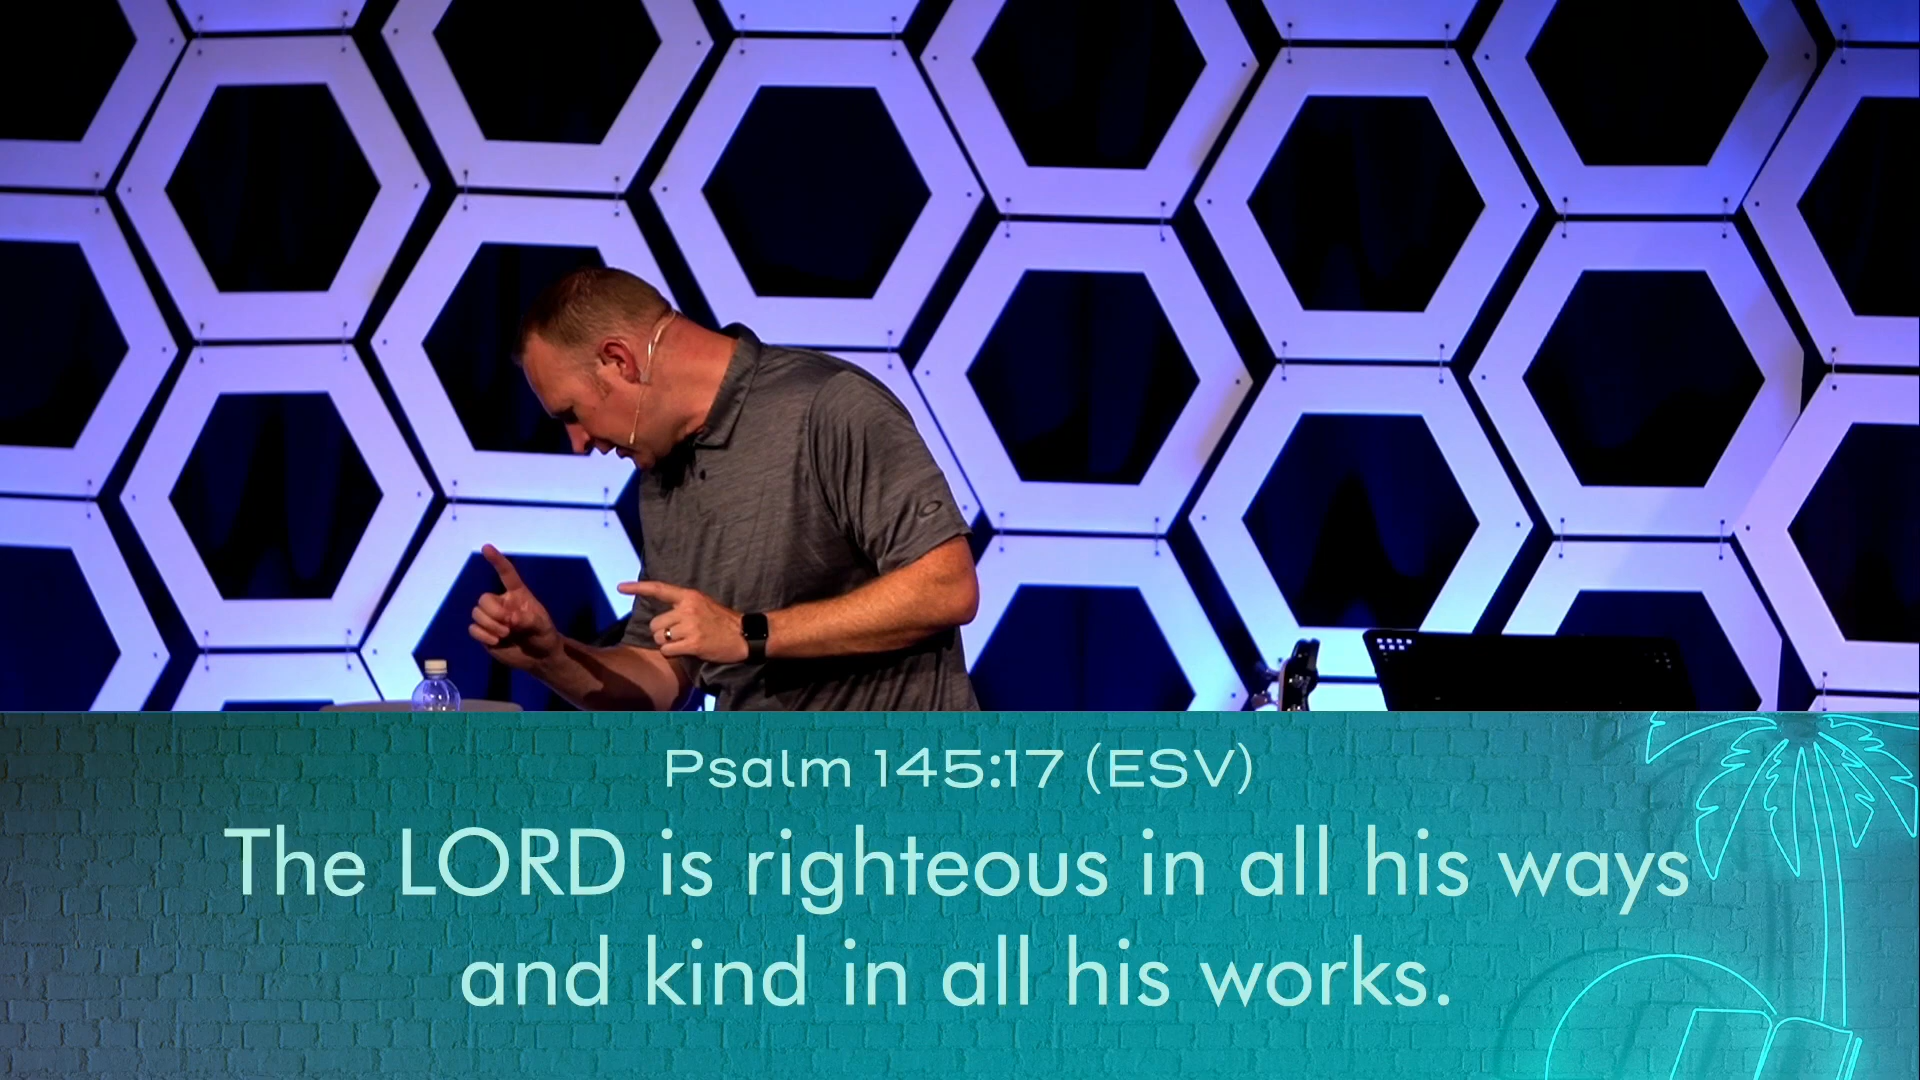 Psalm 145:17 (ESV)
The LORD is righteous in all his ways
and kind in all his works.